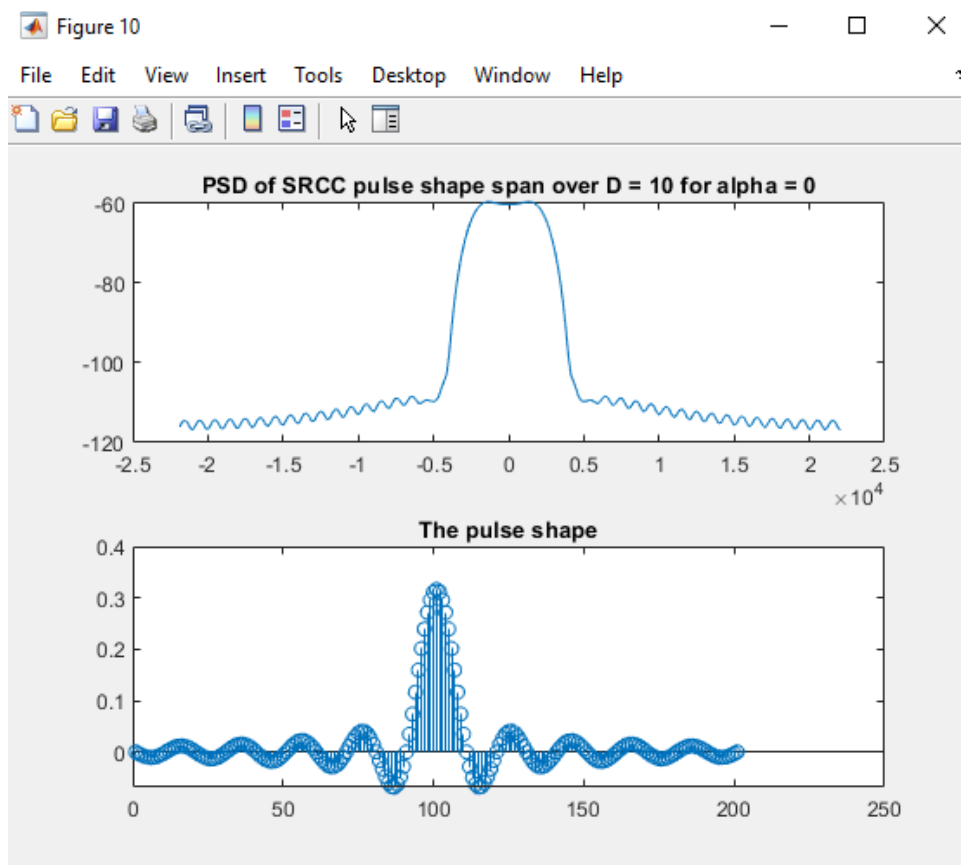 Figure 10
File Edit View Insert Tools Desktop Window Help
PSD of SRCC pulse shape span over D = 10 for alpha = 0
-60
-80
-100
-120
-2.5 -2 -1.5 -1 -0.5 0 0.5 1 1.5 2 2.5
×10^4
The pulse shape
0.4
0.3
0.2
0.1
0
0 50 100 150 200 250